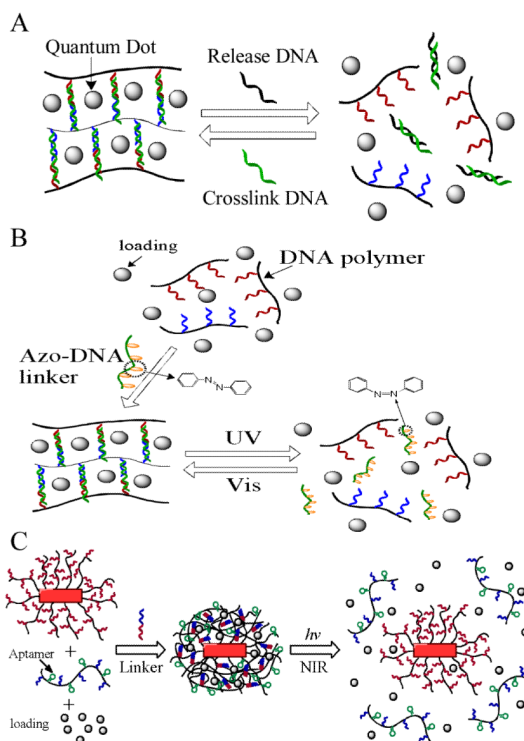 A
Quantum Dot
Release DNA
Crosslink DNA
B
loading
DNA polymer
Azo-DNA
linker
N
N
N
N
UV
Vis
C
Aptamer
+
+
loading
Linker
hν
NIR